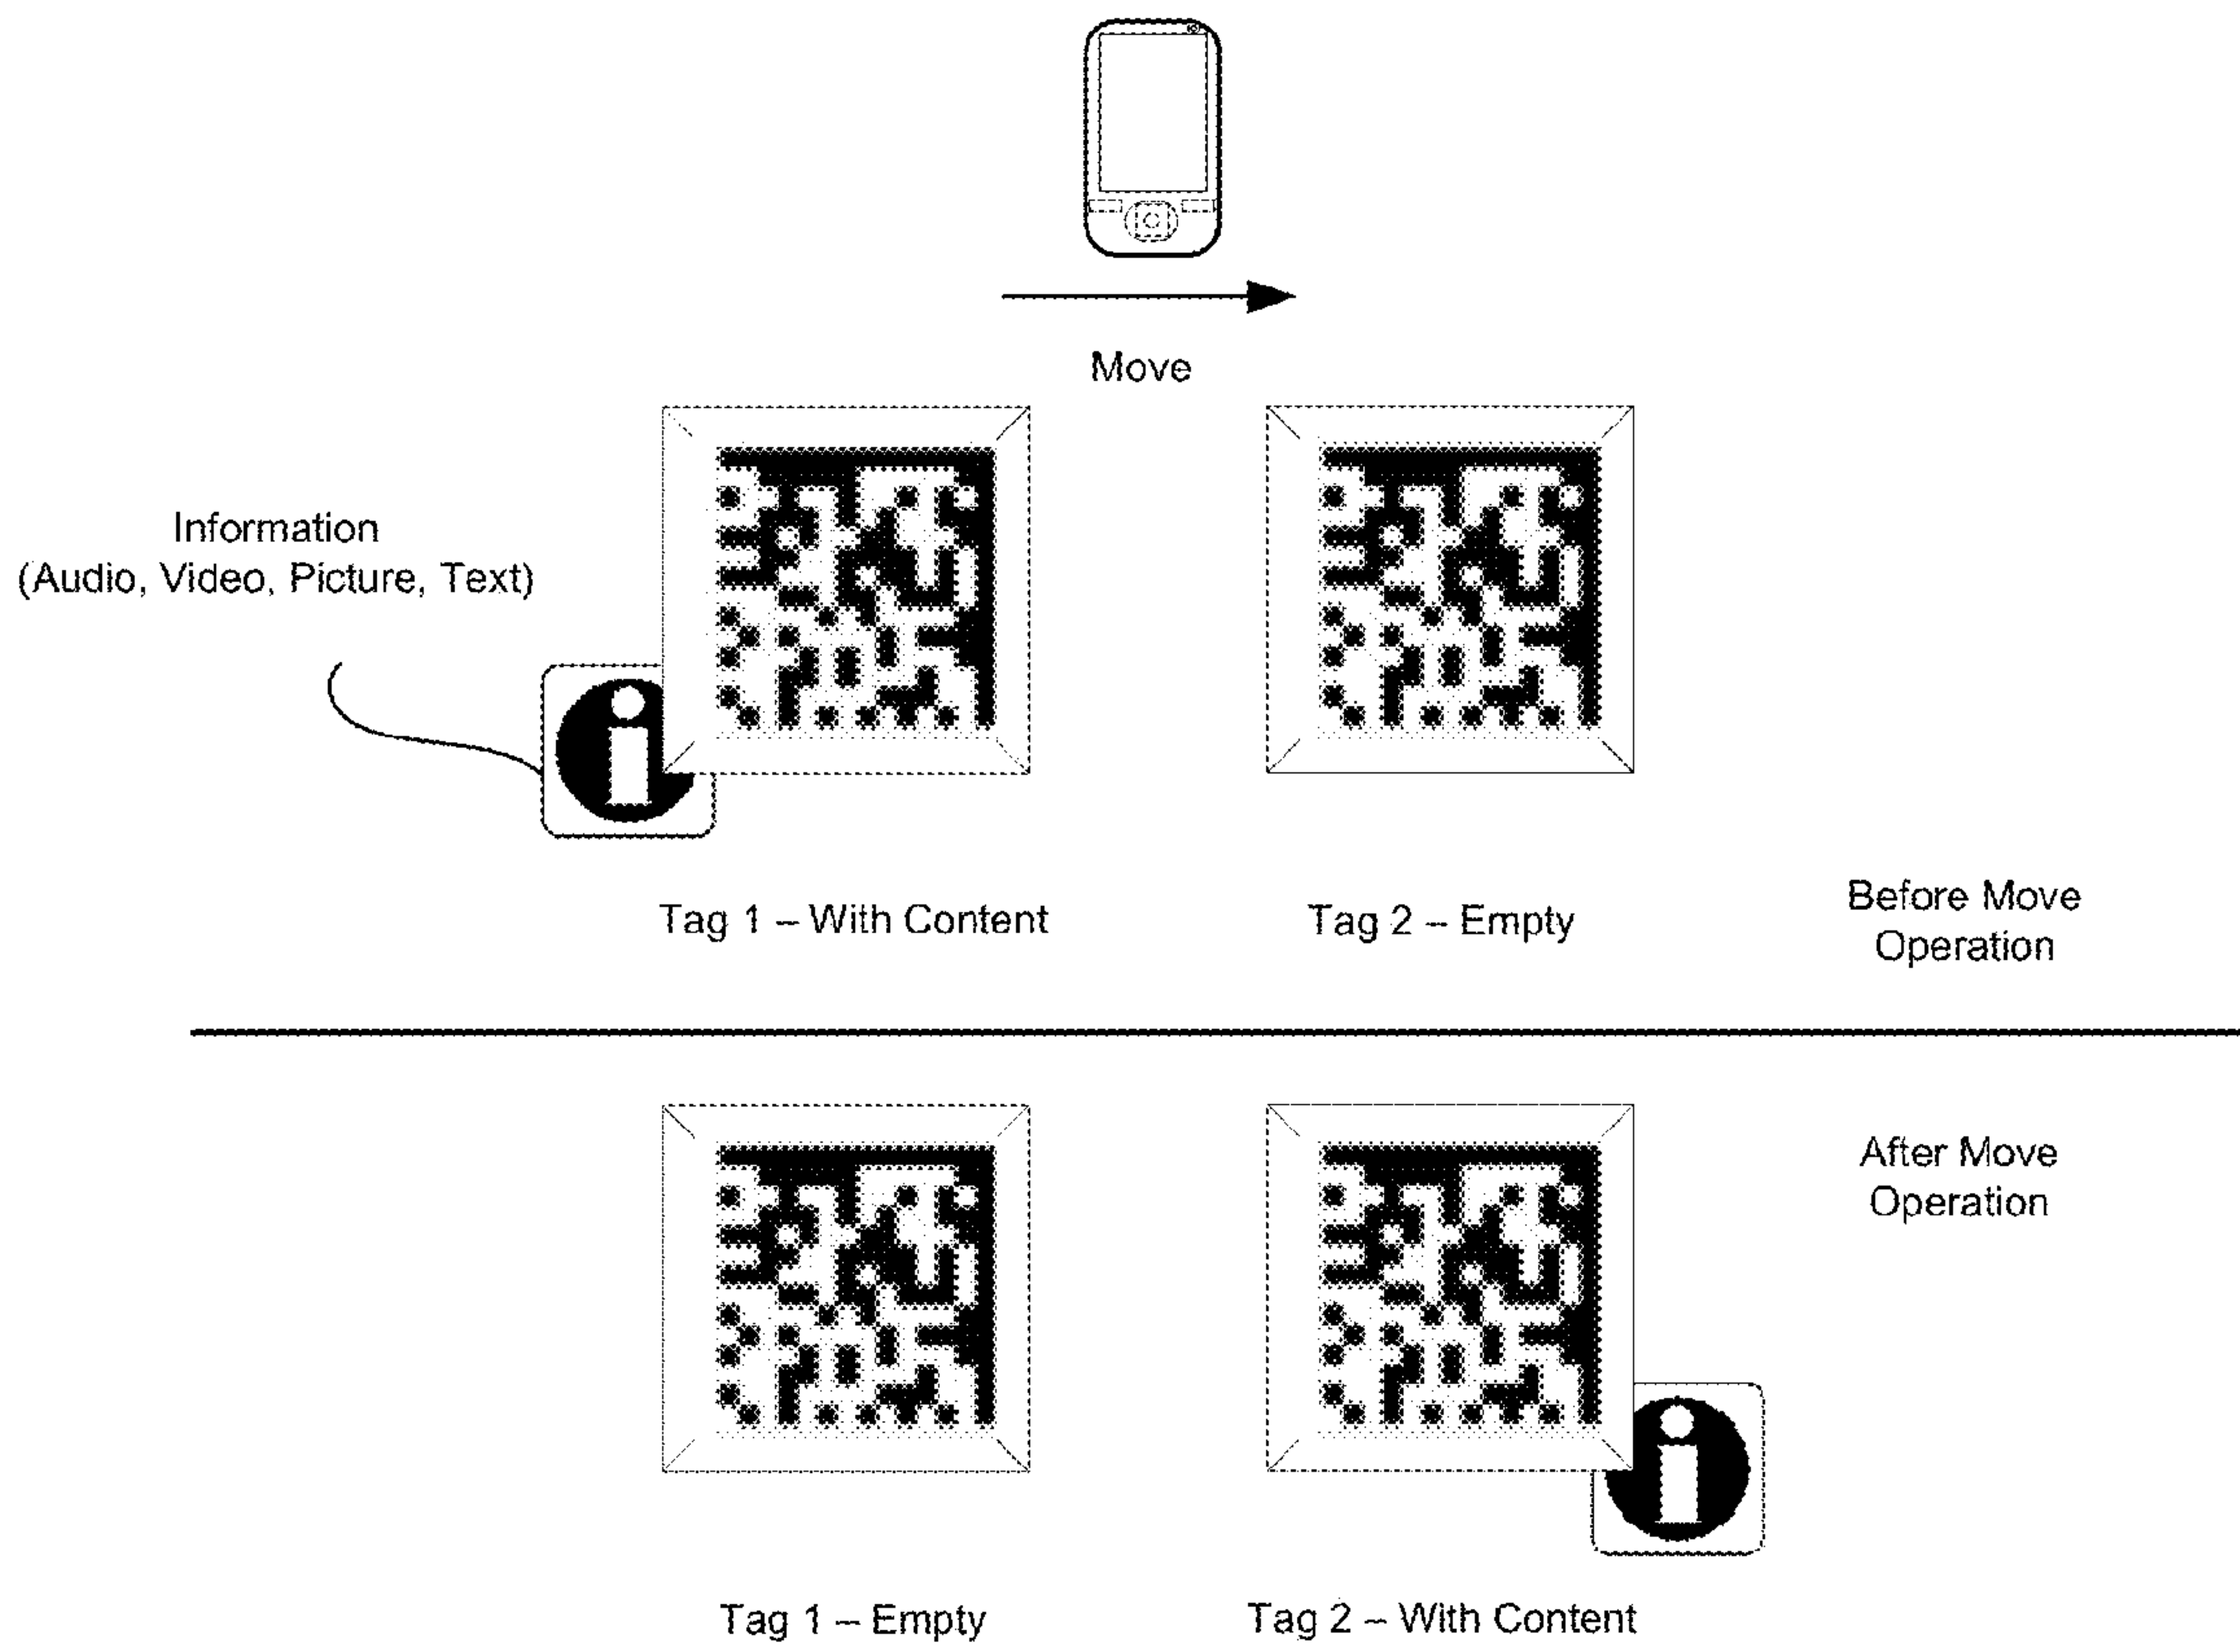 Move
Information
(Audio, Video, Picture, Text)
Tag 1 – With Content
Tag 2 – Empty
Before Move
Operation
After Move
Operation
Tag 1 – Empty
Tag 2 – With Content